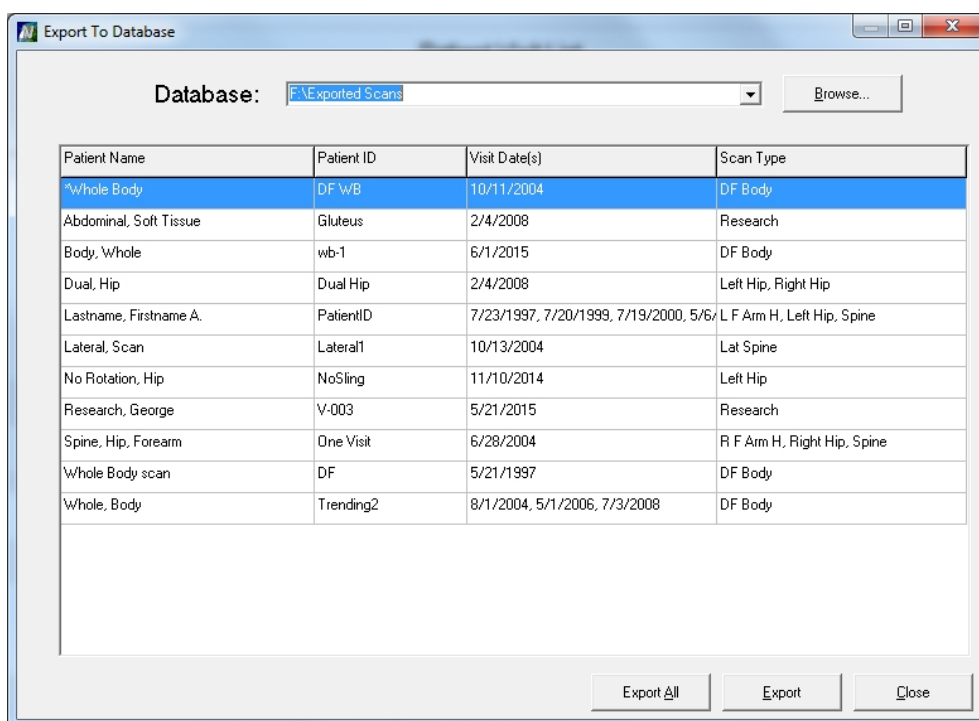 Export To Database
Database: F:\Exported Scans Browse...
Patient Name Patient ID Visit Date(s) Scan Type
*Whole Body DF WB 10/11/2004 DF Body
Abdominal, Soft Tissue Gluteus 2/4/2008 Research
Body, Whole wb-1 6/1/2015 DF Body
Dual, Hip Dual Hip 2/4/2008 Left Hip, Right Hip
Lastname, Firstname A. PatientID 7/23/1997, 7/20/1999, 7/19/2000, 5/6/ L F Arm H, Left Hip, Spine
Lateral, Scan Lateral1 10/13/2004 Lat Spine
No Rotation, Hip NoSling 11/10/2014 Left Hip
Research, George V-003 5/21/2015 Research
Spine, Hip, Forearm One Visit 6/28/2004 R F Arm H, Right Hip, Spine
Whole Body scan DF 5/21/1997 DF Body
Whole, Body Trending2 8/1/2004, 5/1/2006, 7/3/2008 DF Body
Export All Export Close